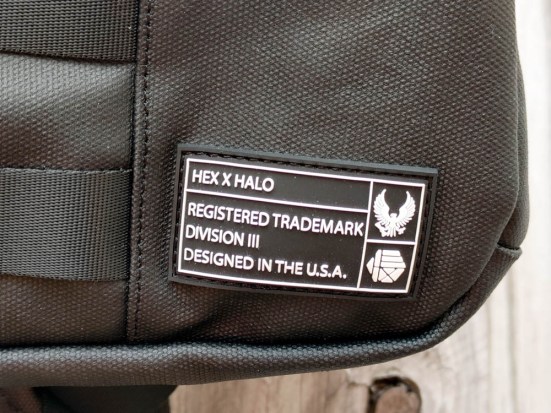 HEX X HALO
REGISTERED TRADEMARK
DIVISION III
DESIGNED IN THE U.S.A.